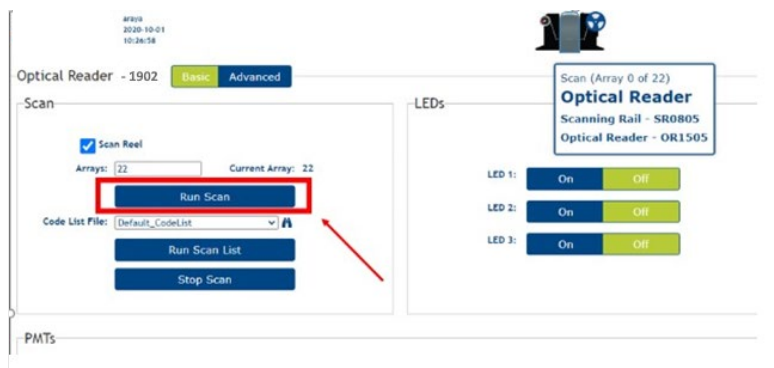 araya
2020-10-01
10:26:58
Optical Reader - 1902 Basic Advanced
Scan (Array 0 of 22)
Optical Reader
Scanning Rail - SR0805
Optical Reader - OR1505
Scan
Scan Reel
Arrays: 22 Current Array: 22
Run Scan
Code List File: Default_CodeList
Run Scan List
Stop Scan
LEDs
LED 1: On Off
LED 2: On Off
LED 3: On Off
PMTs